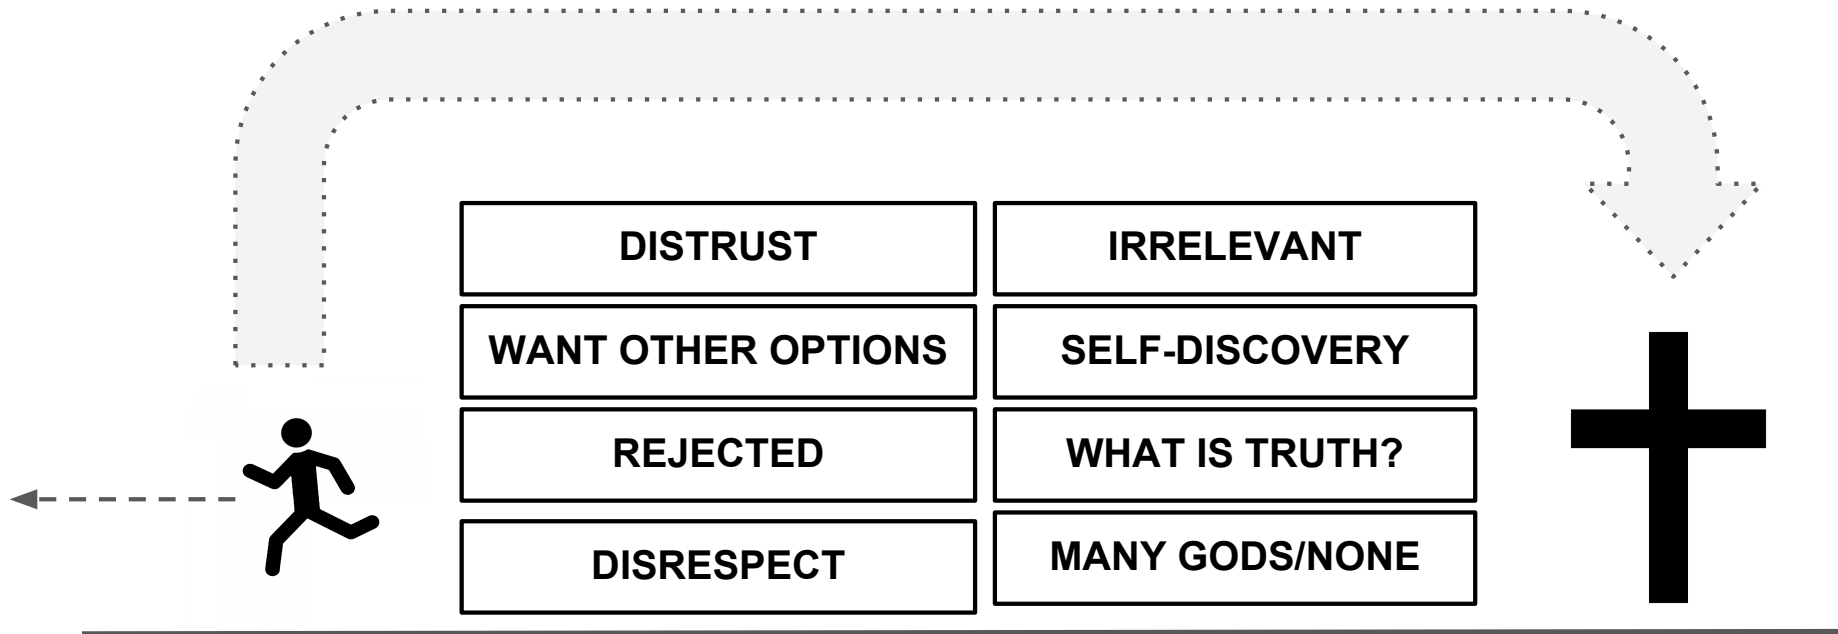 DISTRUST
IRRELEVANT
WANT OTHER OPTIONS
SELF-DISCOVERY
REJECTED
WHAT IS TRUTH?
DISRESPECT
MANY GODS/NONE